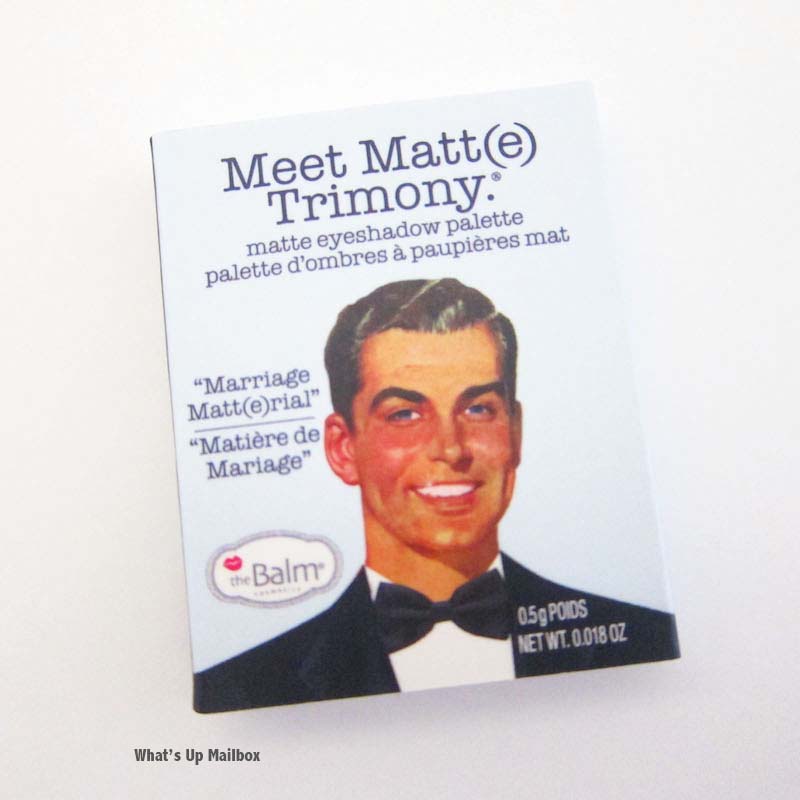 Meet Matt(e)
Trimony.®
matte eyeshadow palette
palette d'ombres à paupières mat
“Marriage
Matt(e)rial”
“Matière de
Mariage”
theBalm®
COSMETICS
0.5g POIDS
NET WT. 0.018 OZ
What's Up Mailbox